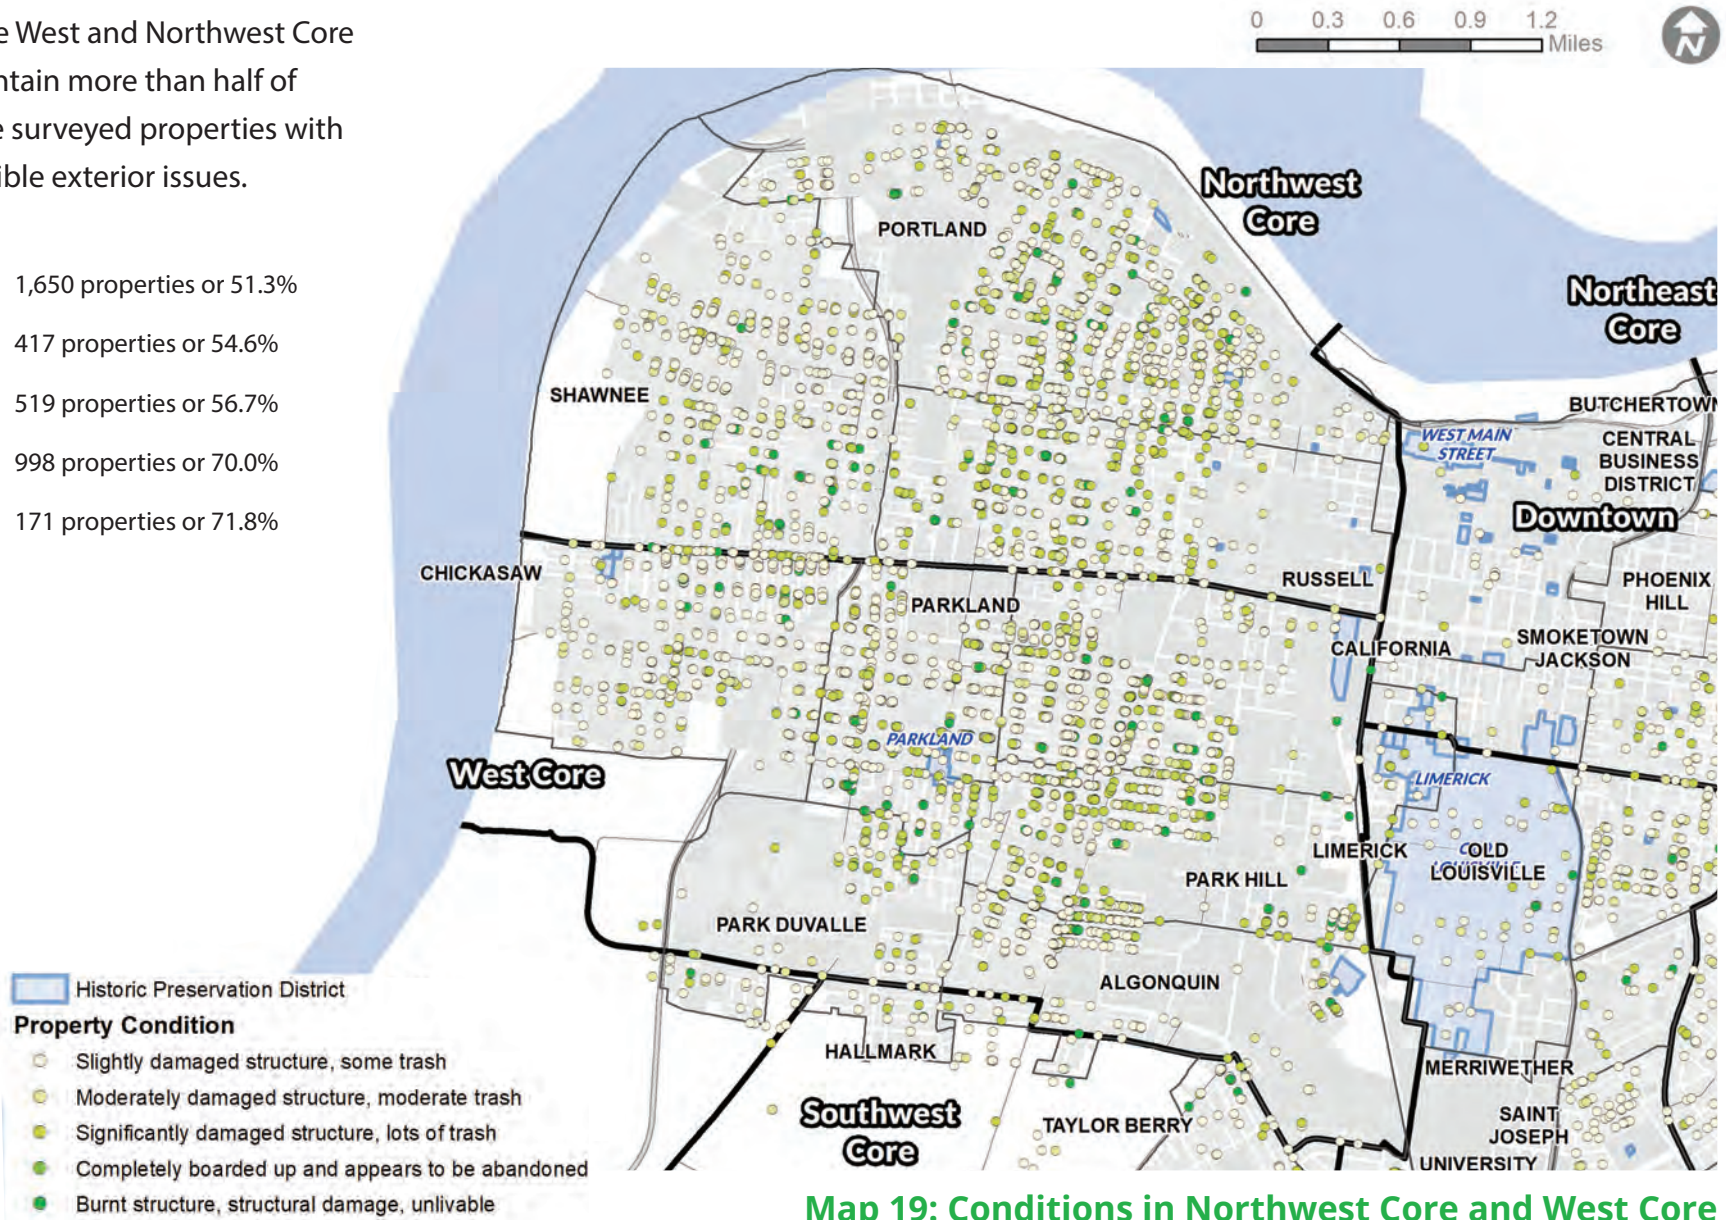 e West and Northwest Core
ntain more than half of
e surveyed properties with
ible exterior issues.
1,650 properties or 51.3%
417 properties or 54.6%
519 properties or 56.7%
998 properties or 70.0%
171 properties or 71.8%
0 0.3 0.6 0.9 1.2
Miles
N
Northwest
Core
PORTLAND
Northeast
Core
SHAWNEE
BUTCHERTOWN
WEST MAIN
STREET
CENTRAL
BUSINESS
DISTRICT
Downtown
CHICKASAW
RUSSELL
PHOENIX
HILL
PARKLAND
CALIFORNIA
SMOKETOWN
JACKSON
PARKLAND
West Core
LIMERICK
LIMERICK
OLD
LOUISVILLE
PARK HILL
PARK DUVALLE
ALGONQUIN
HALLMARK
MERRIWETHER
Southwest
Core
TAYLOR BERRY
SAINT
JOSEPH
UNIVERSITY
Historic Preservation District
Property Condition
Slightly damaged structure, some trash
Moderately damaged structure, moderate trash
Significantly damaged structure, lots of trash
Completely boarded up and appears to be abandoned
Burnt structure, structural damage, unlivable
Map 19: Conditions in Northwest Core and West Core